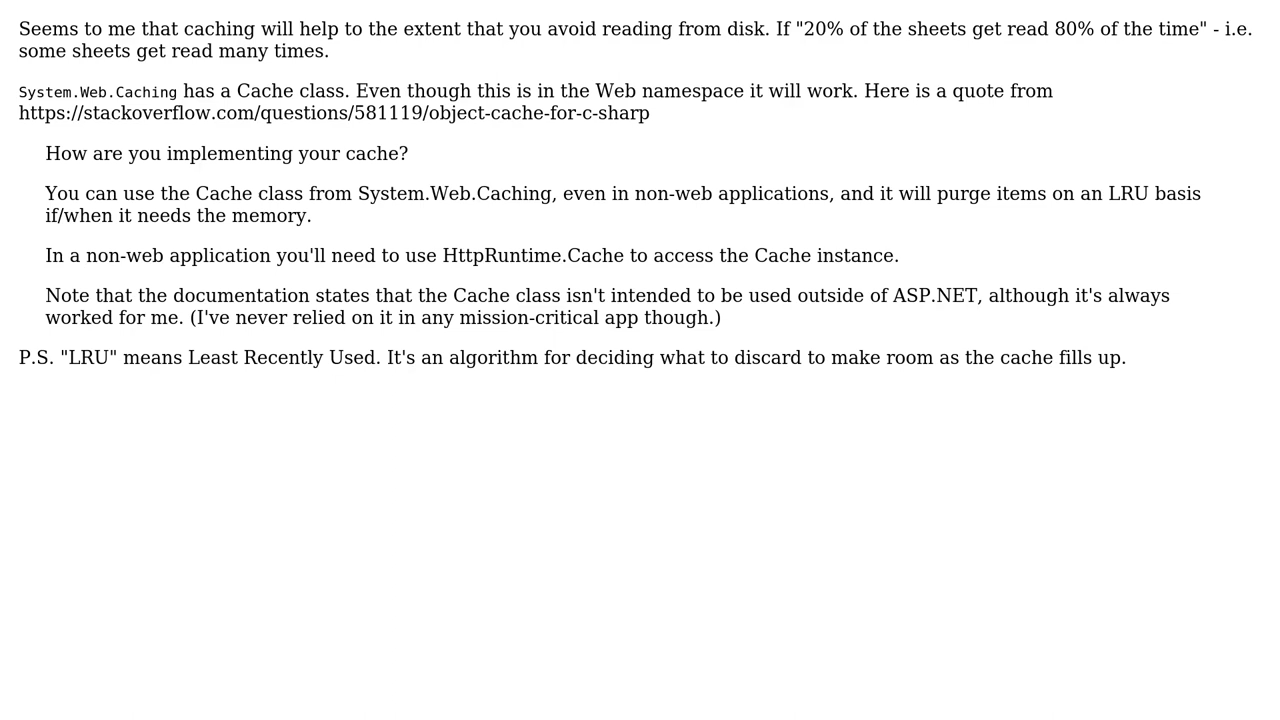 Seems to me that caching will help to the extent that you avoid reading from disk. If "20% of the sheets get read 80% of the time" - i.e.
some sheets get read many times.
System.Web.Caching has a Cache class. Even though this is in the Web namespace it will work. Here is a quote from
https://stackoverflow.com/questions/581119/object-cache-for-c-sharp
How are you implementing your cache?
You can use the Cache class from System.Web.Caching, even in non-web applications, and it will purge items on an LRU basis
if/when it needs the memory.
In a non-web application you'll need to use HttpRuntime.Cache to access the Cache instance.
Note that the documentation states that the Cache class isn't intended to be used outside of ASP.NET, although it's always
worked for me. (I've never relied on it in any mission-critical app though.)
P.S. "LRU" means Least Recently Used. It's an algorithm for deciding what to discard to make room as the cache fills up.